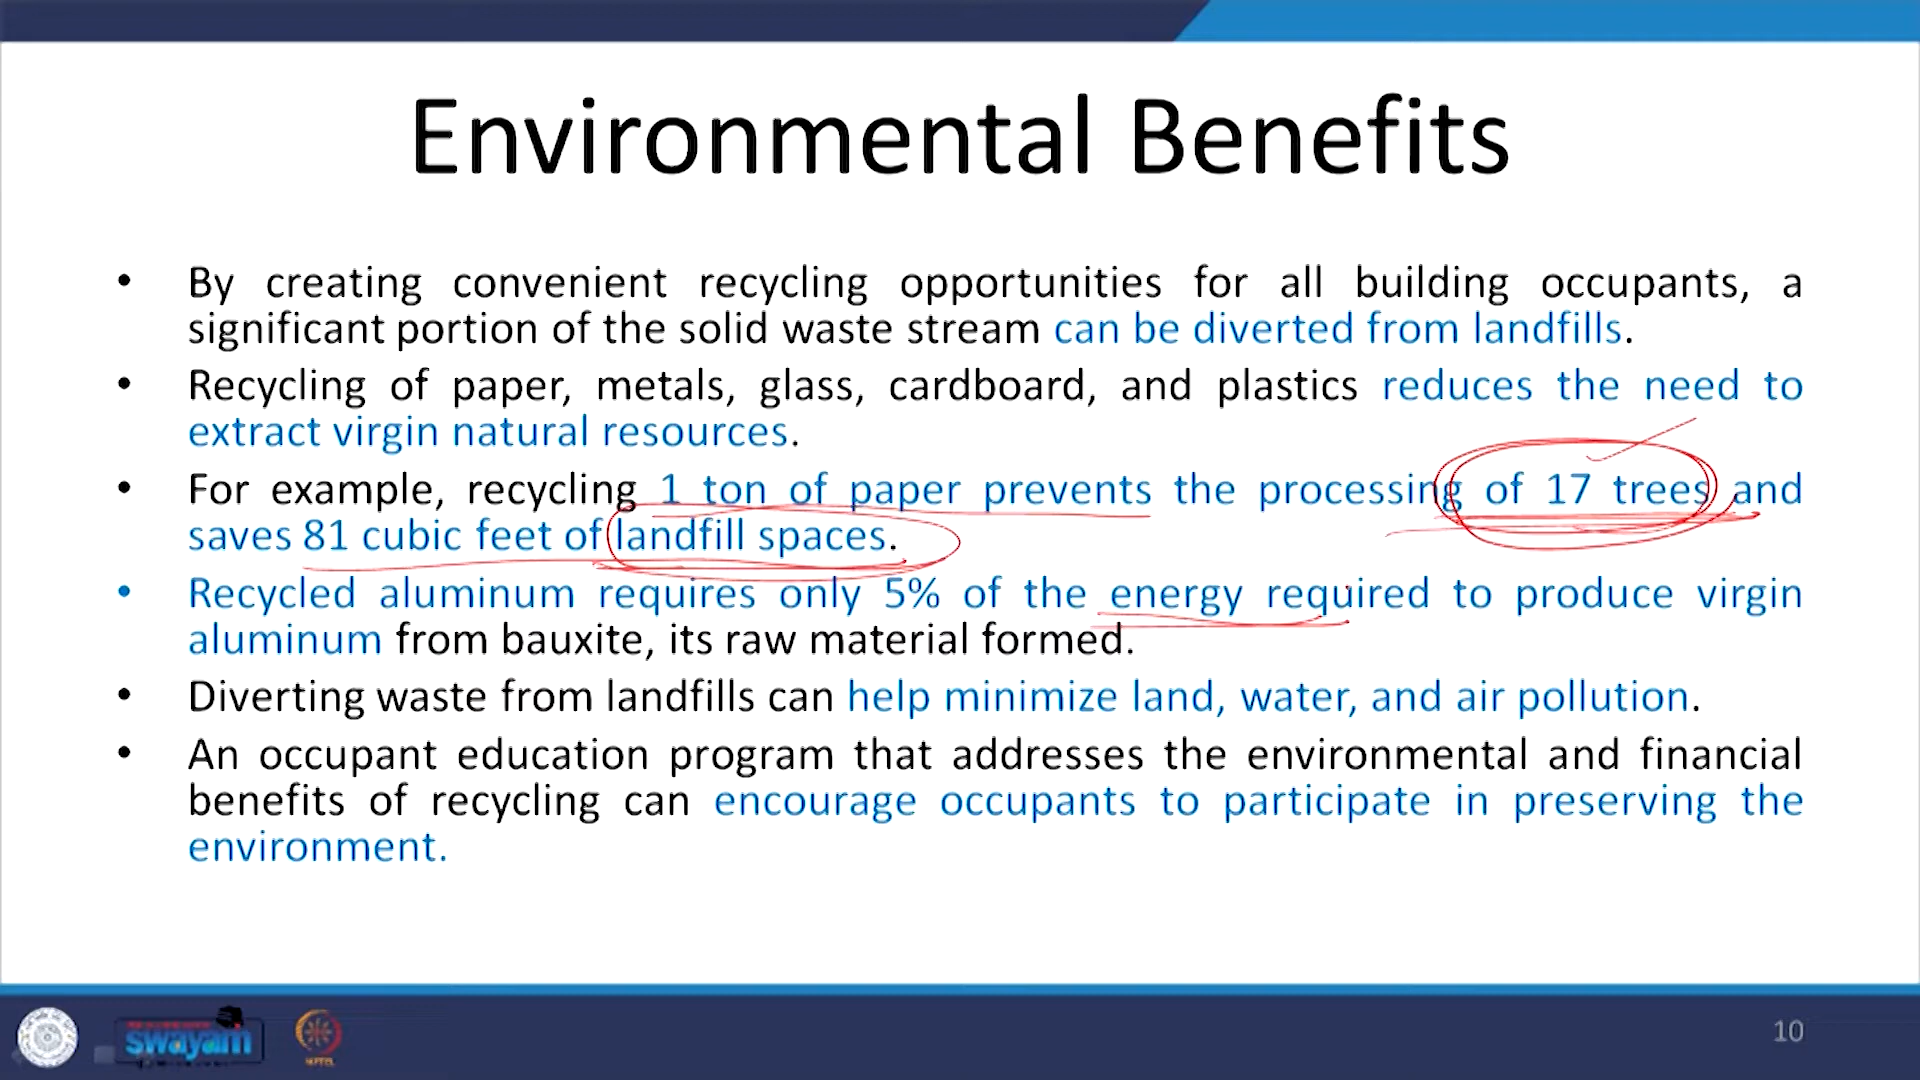 Environmental Benefits
• By creating convenient recycling opportunities for all building occupants, a
significant portion of the solid waste stream can be diverted from landfills.
• Recycling of paper, metals, glass, cardboard, and plastics reduces the need to
extract virgin natural resources.
• For example, recycling 1 ton of paper prevents the processing of 17 trees and
saves 81 cubic feet of landfill spaces.
• Recycled aluminum requires only 5% of the energy required to produce virgin
aluminum from bauxite, its raw material formed.
• Diverting waste from landfills can help minimize land, water, and air pollution.
• An occupant education program that addresses the environmental and financial
benefits of recycling can encourage occupants to participate in preserving the
environment.
swayam
10